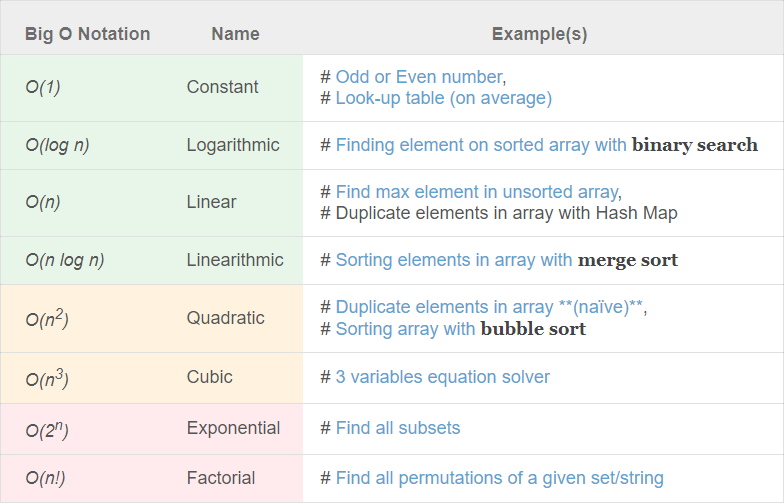 Big O Notation Name Example(s)
O(1) Constant # Odd or Even number,
# Look-up table (on average)
O(log n) Logarithmic # Finding element on sorted array with binary search
O(n) Linear # Find max element in unsorted array,
# Duplicate elements in array with Hash Map
O(n log n) Linearithmic # Sorting elements in array with merge sort
O(n²) Quadratic # Duplicate elements in array **(naïve)**,
# Sorting array with bubble sort
O(n³) Cubic # 3 variables equation solver
O(2ⁿ) Exponential # Find all subsets
O(n!) Factorial # Find all permutations of a given set/string